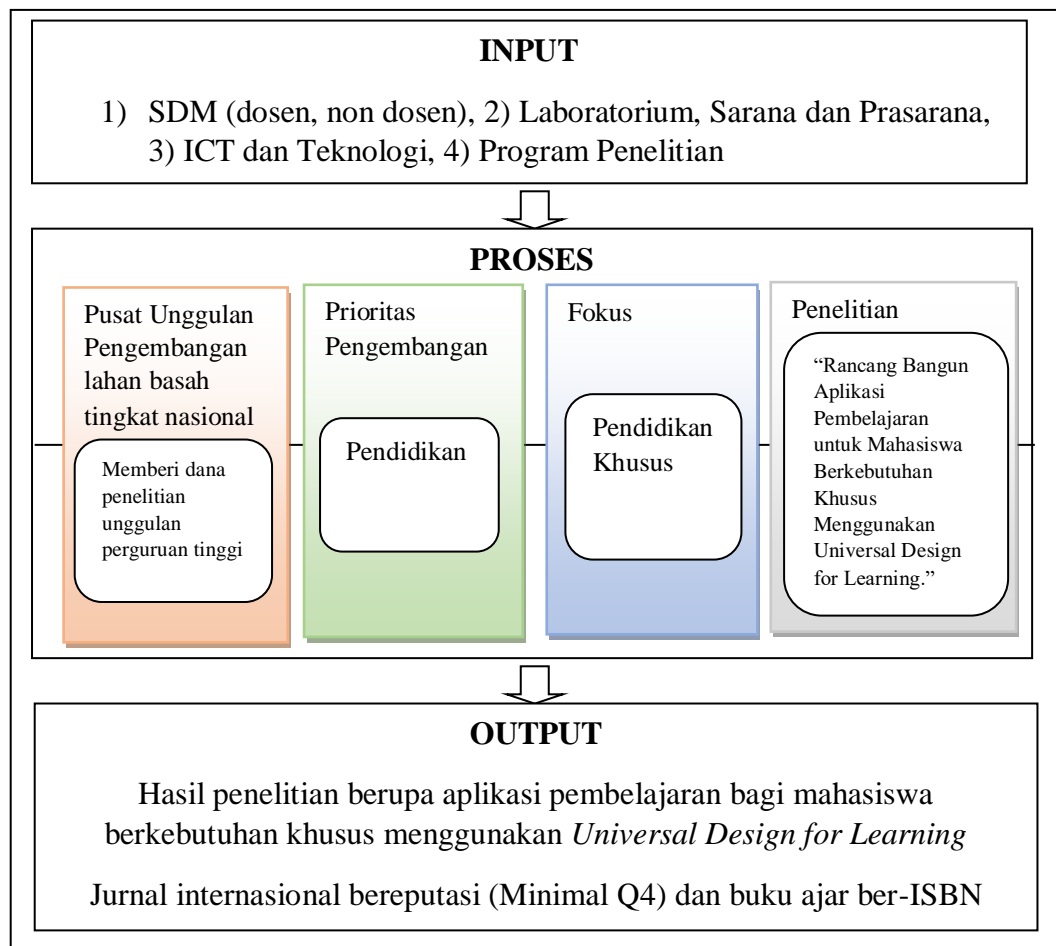 INPUT
1) SDM (dosen, non dosen), 2) Laboratorium, Sarana dan Prasarana,
3) ICT dan Teknologi, 4) Program Penelitian
PROSES
Pusat Unggulan
Pengembangan
lahan basah
tingkat nasional
Memberi dana
penelitian
unggulan
perguruan tinggi
Prioritas
Pengembangan
Pendidikan
Fokus
Pendidikan
Khusus
Penelitian
“Rancang Bangun
Aplikasi
Pembelajaran
untuk Mahasiswa
Berkebutuhan
Khusus
Menggunakan
Universal Design
for Learning.”
OUTPUT
Hasil penelitian berupa aplikasi pembelajaran bagi mahasiswa
berkebutuhan khusus menggunakan Universal Design for Learning
Jurnal internasional bereputasi (Minimal Q4) dan buku ajar ber-ISBN